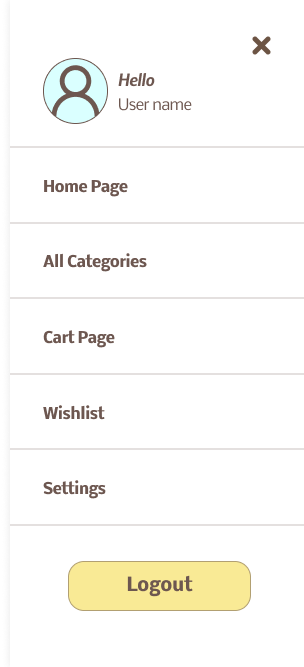 Hello
User name
Home Page
All Categories
Cart Page
Wishlist
Settings
Logout